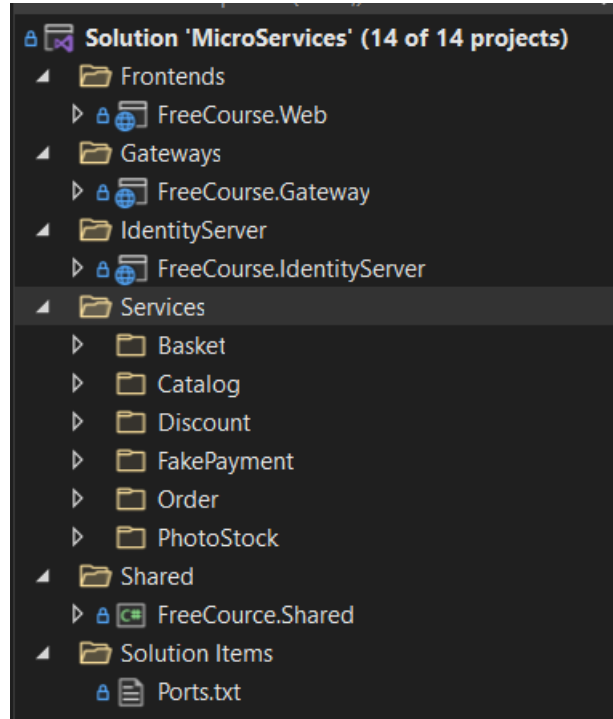 Solution 'MicroServices' (14 of 14 projects)
Frontends
FreeCourse.Web
Gateways
FreeCourse.Gateway
IdentityServer
FreeCourse.IdentityServer
Services
Basket
Catalog
Discount
FakePayment
Order
PhotoStock
Shared
C# FreeCource.Shared
Solution Items
Ports.txt